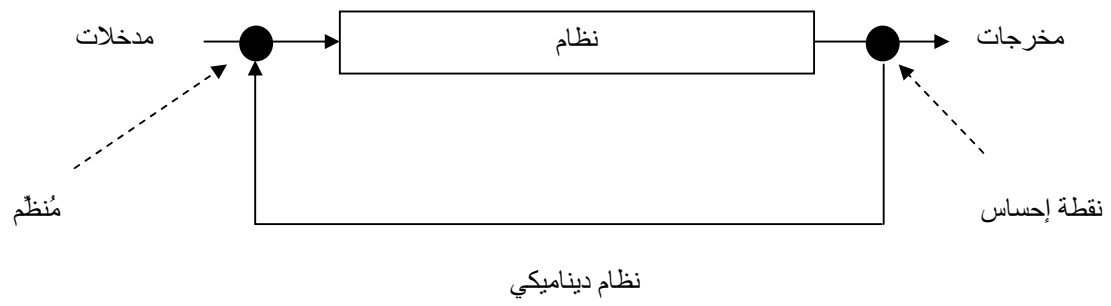 مدخلات
نظام
مخرجات
مُنظِّم
نقطة إحساس
نظام ديناميكي